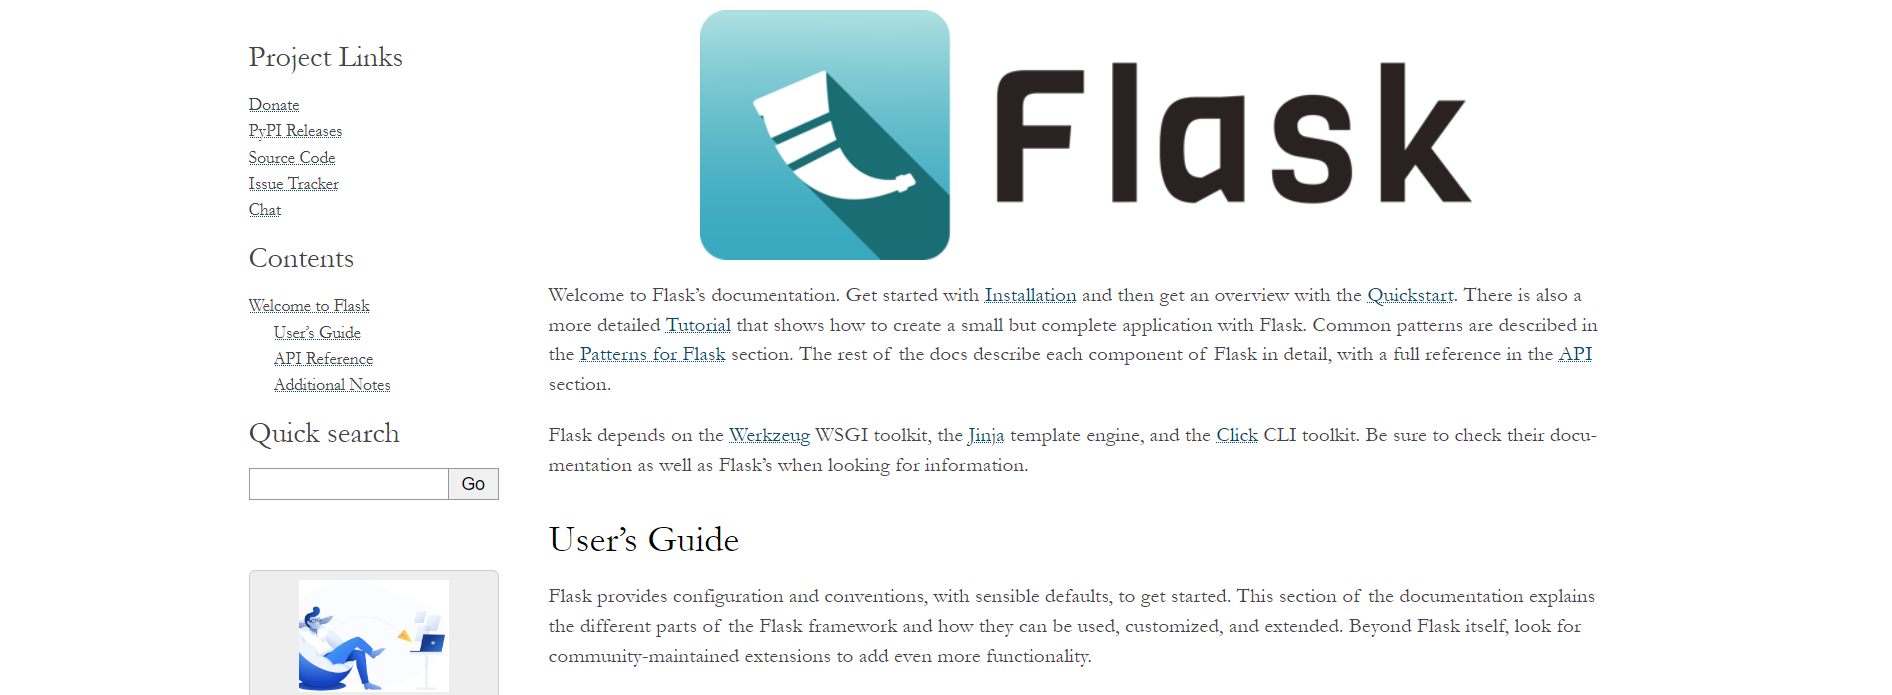 Project Links
Donate
PyPI Releases
Source Code
Issue Tracker
Chat
Contents
Welcome to Flask
User’s Guide
API Reference
Additional Notes
Quick search
Go
Flask
Welcome to Flask’s documentation. Get started with Installation and then get an overview with the Quickstart. There is also a
more detailed Tutorial that shows how to create a small but complete application with Flask. Common patterns are described in
the Patterns for Flask section. The rest of the docs describe each component of Flask in detail, with a full reference in the API
section.
Flask depends on the Werkzeug WSGI toolkit, the Jinja template engine, and the Click CLI toolkit. Be sure to check their docu-
mentation as well as Flask’s when looking for information.
User’s Guide
Flask provides configuration and conventions, with sensible defaults, to get started. This section of the documentation explains
the different parts of the Flask framework and how they can be used, customized, and extended. Beyond Flask itself, look for
community-maintained extensions to add even more functionality.